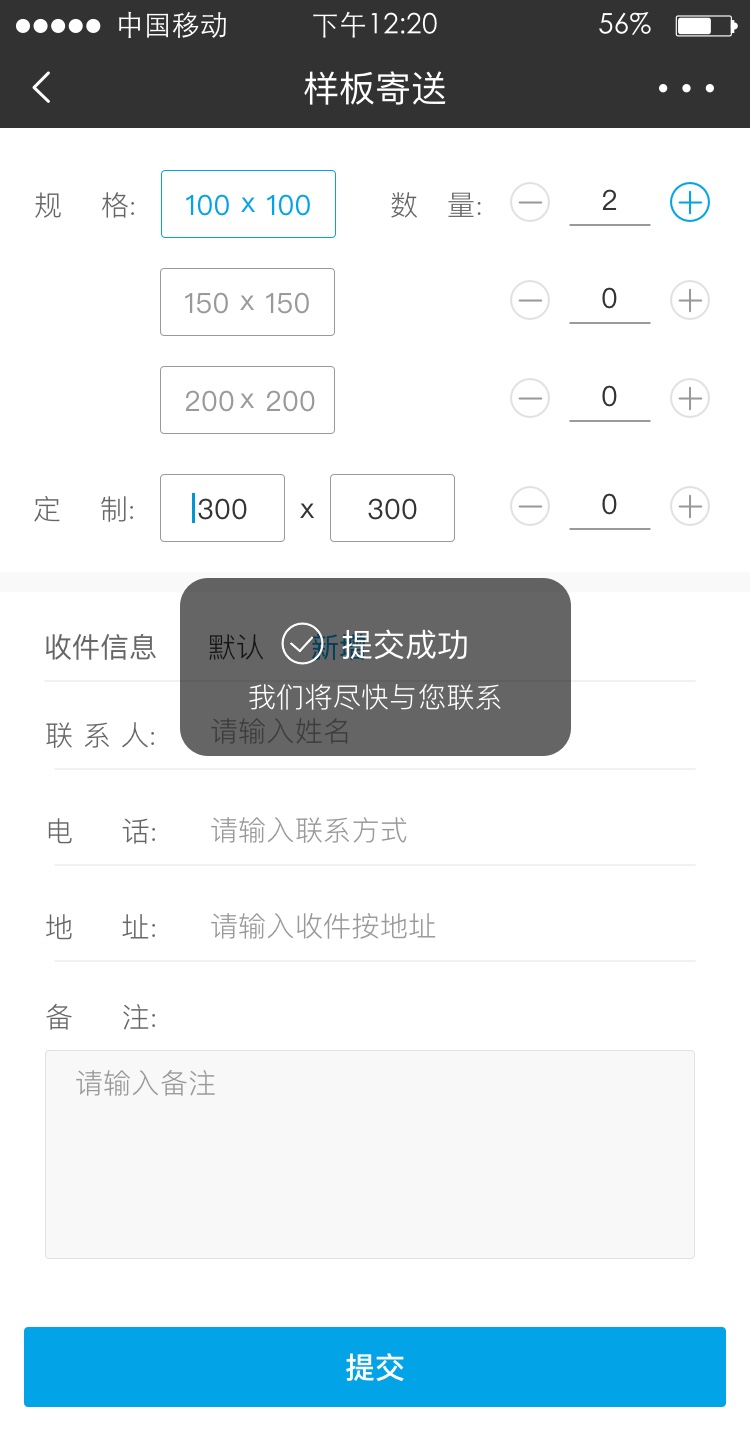 中国移动 下午12:20 56%
样板寄送
规 格: 100 x 100 数 量: 2
150 x 150 0
200 x 200 0
定 制: 300 x 300 0
收件信息 默认 新增
提交成功
我们将尽快与您联系
联系人: 请输入姓名
电 话: 请输入联系方式
地 址: 请输入收件按地址
备 注:
请输入备注
提交